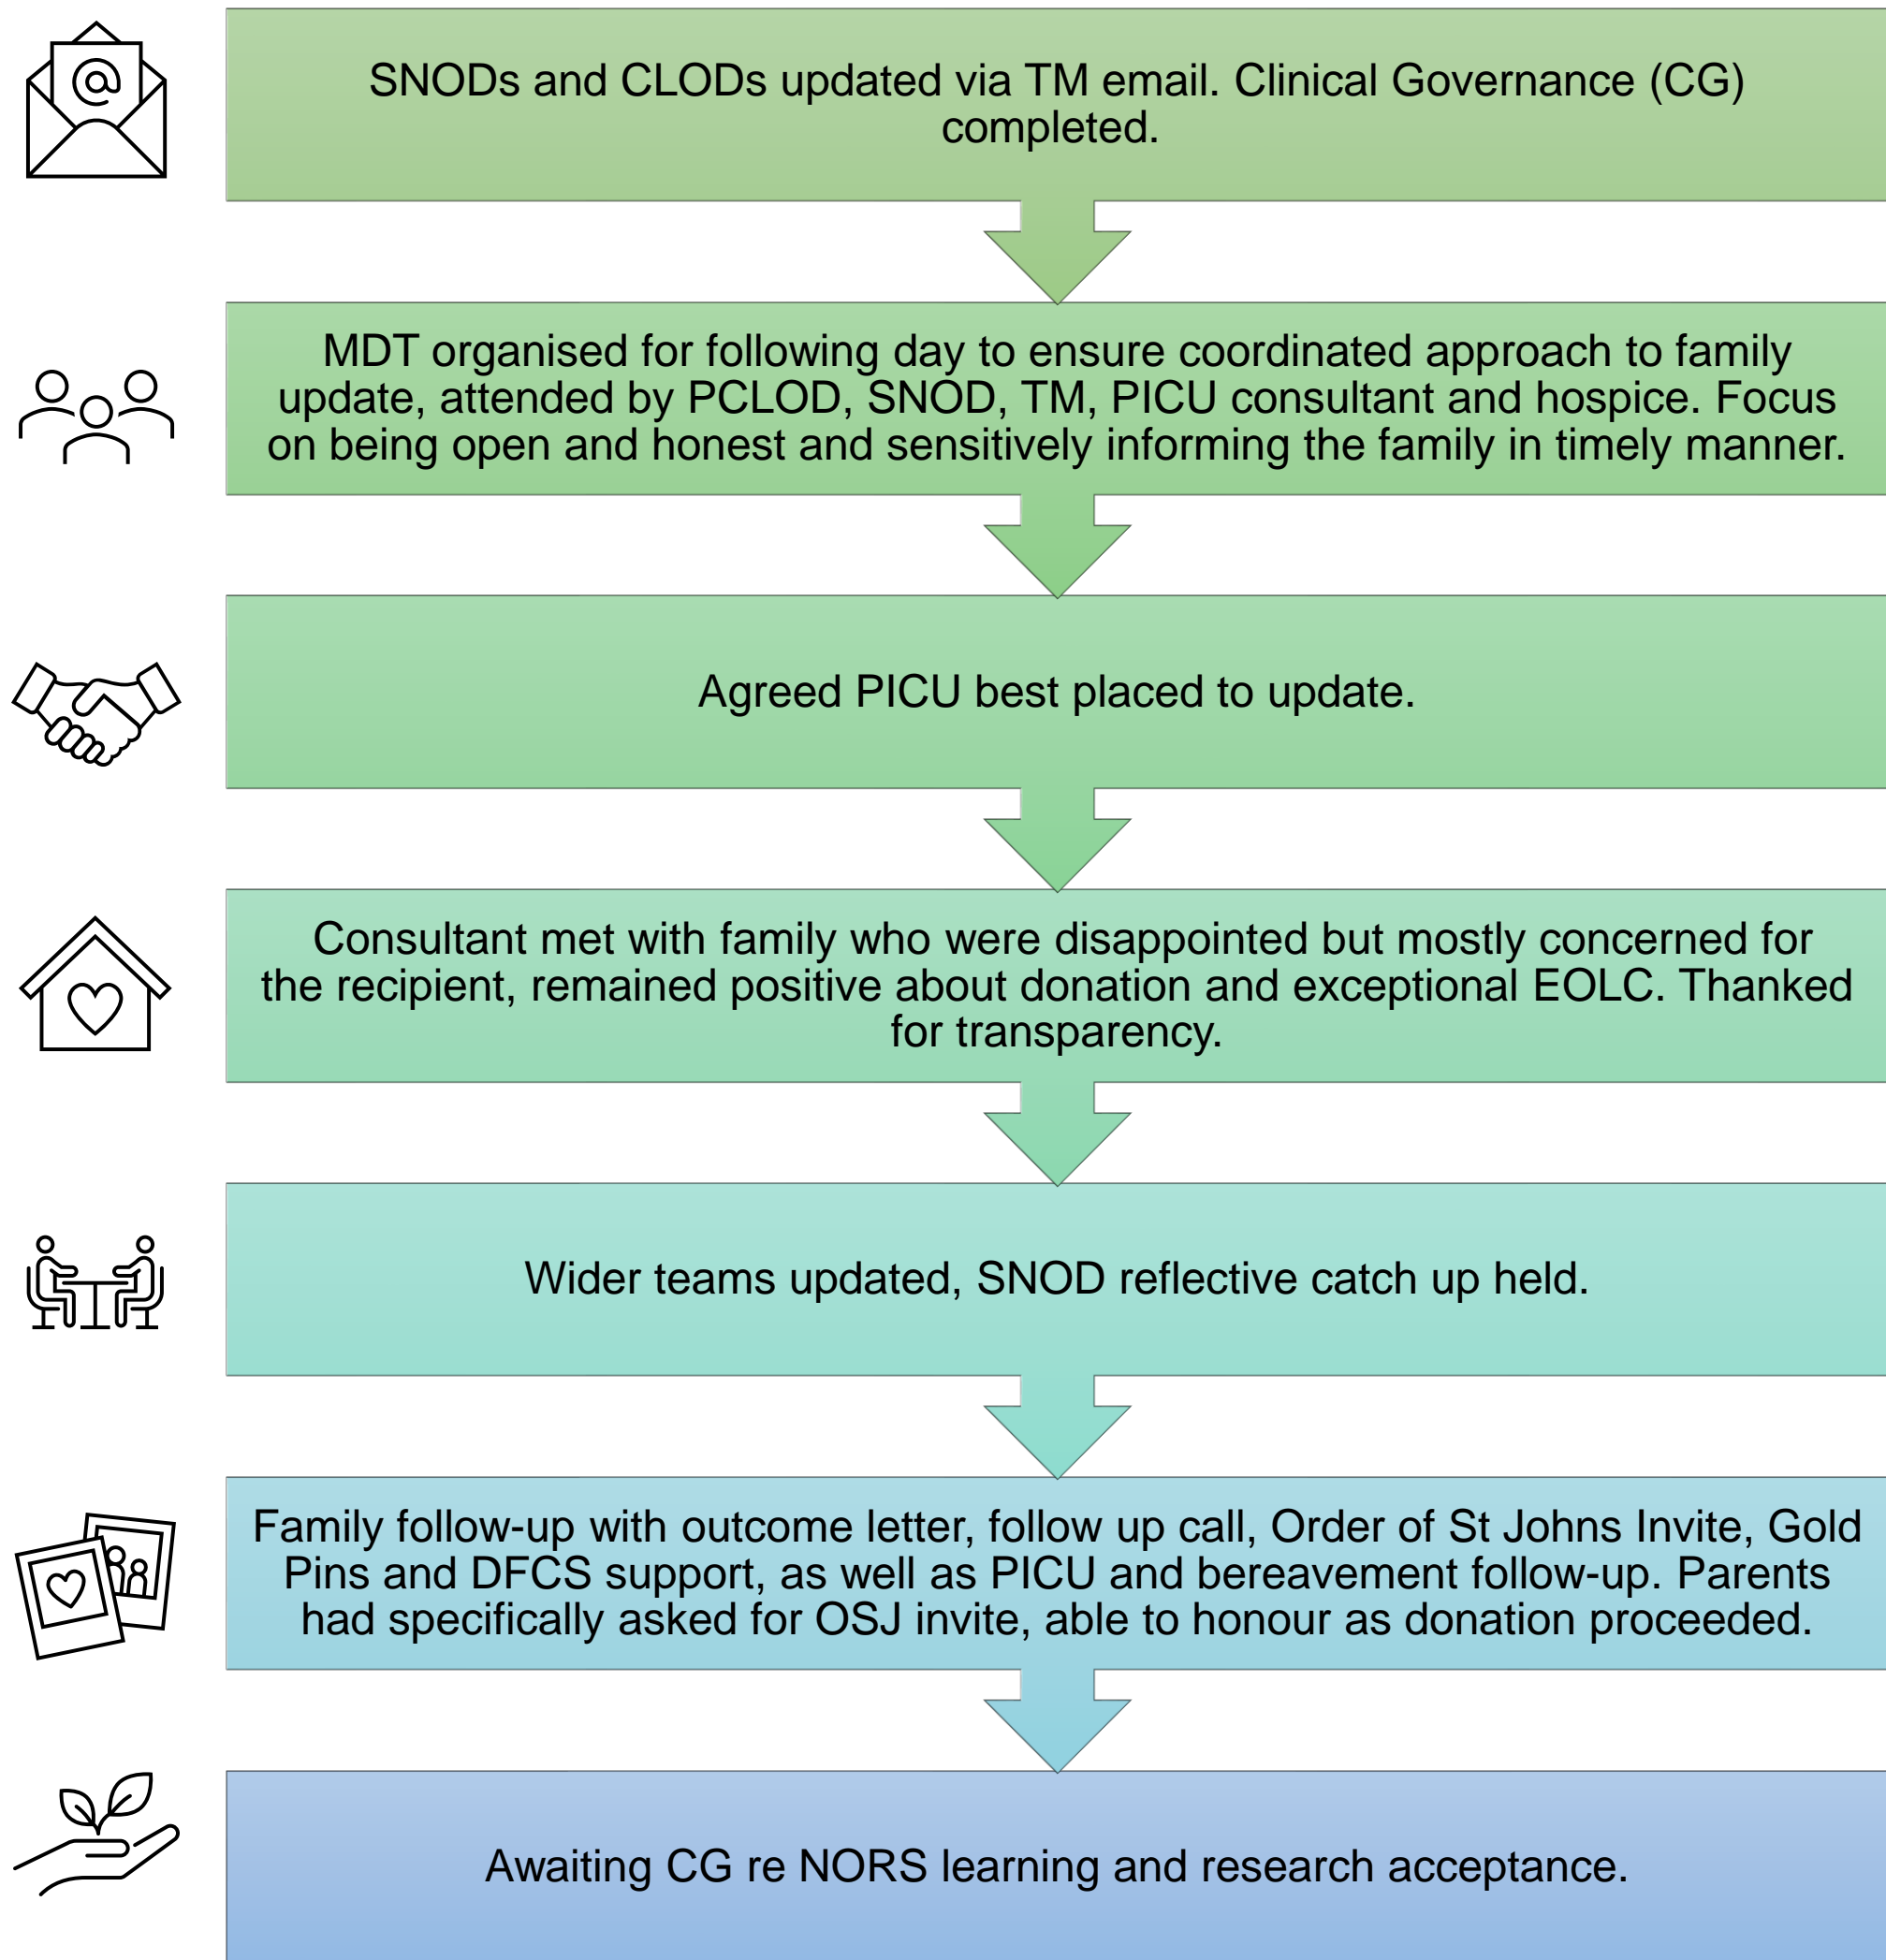 @
SNODs and CLODs updated via TM email. Clinical Governance (CG)
completed.
MDT organised for following day to ensure coordinated approach to family
update, attended by PCLOD, SNOD, TM, PICU consultant and hospice. Focus
on being open and honest and sensitively informing the family in timely manner.
Agreed PICU best placed to update.
Consultant met with family who were disappointed but mostly concerned for
the recipient, remained positive about donation and exceptional EOLC. Thanked
for transparency.
Wider teams updated, SNOD reflective catch up held.
Family follow-up with outcome letter, follow up call, Order of St Johns Invite, Gold
Pins and DFCS support, as well as PICU and bereavement follow-up. Parents
had specifically asked for OSJ invite, able to honour as donation proceeded.
Awaiting CG re NORS learning and research acceptance.